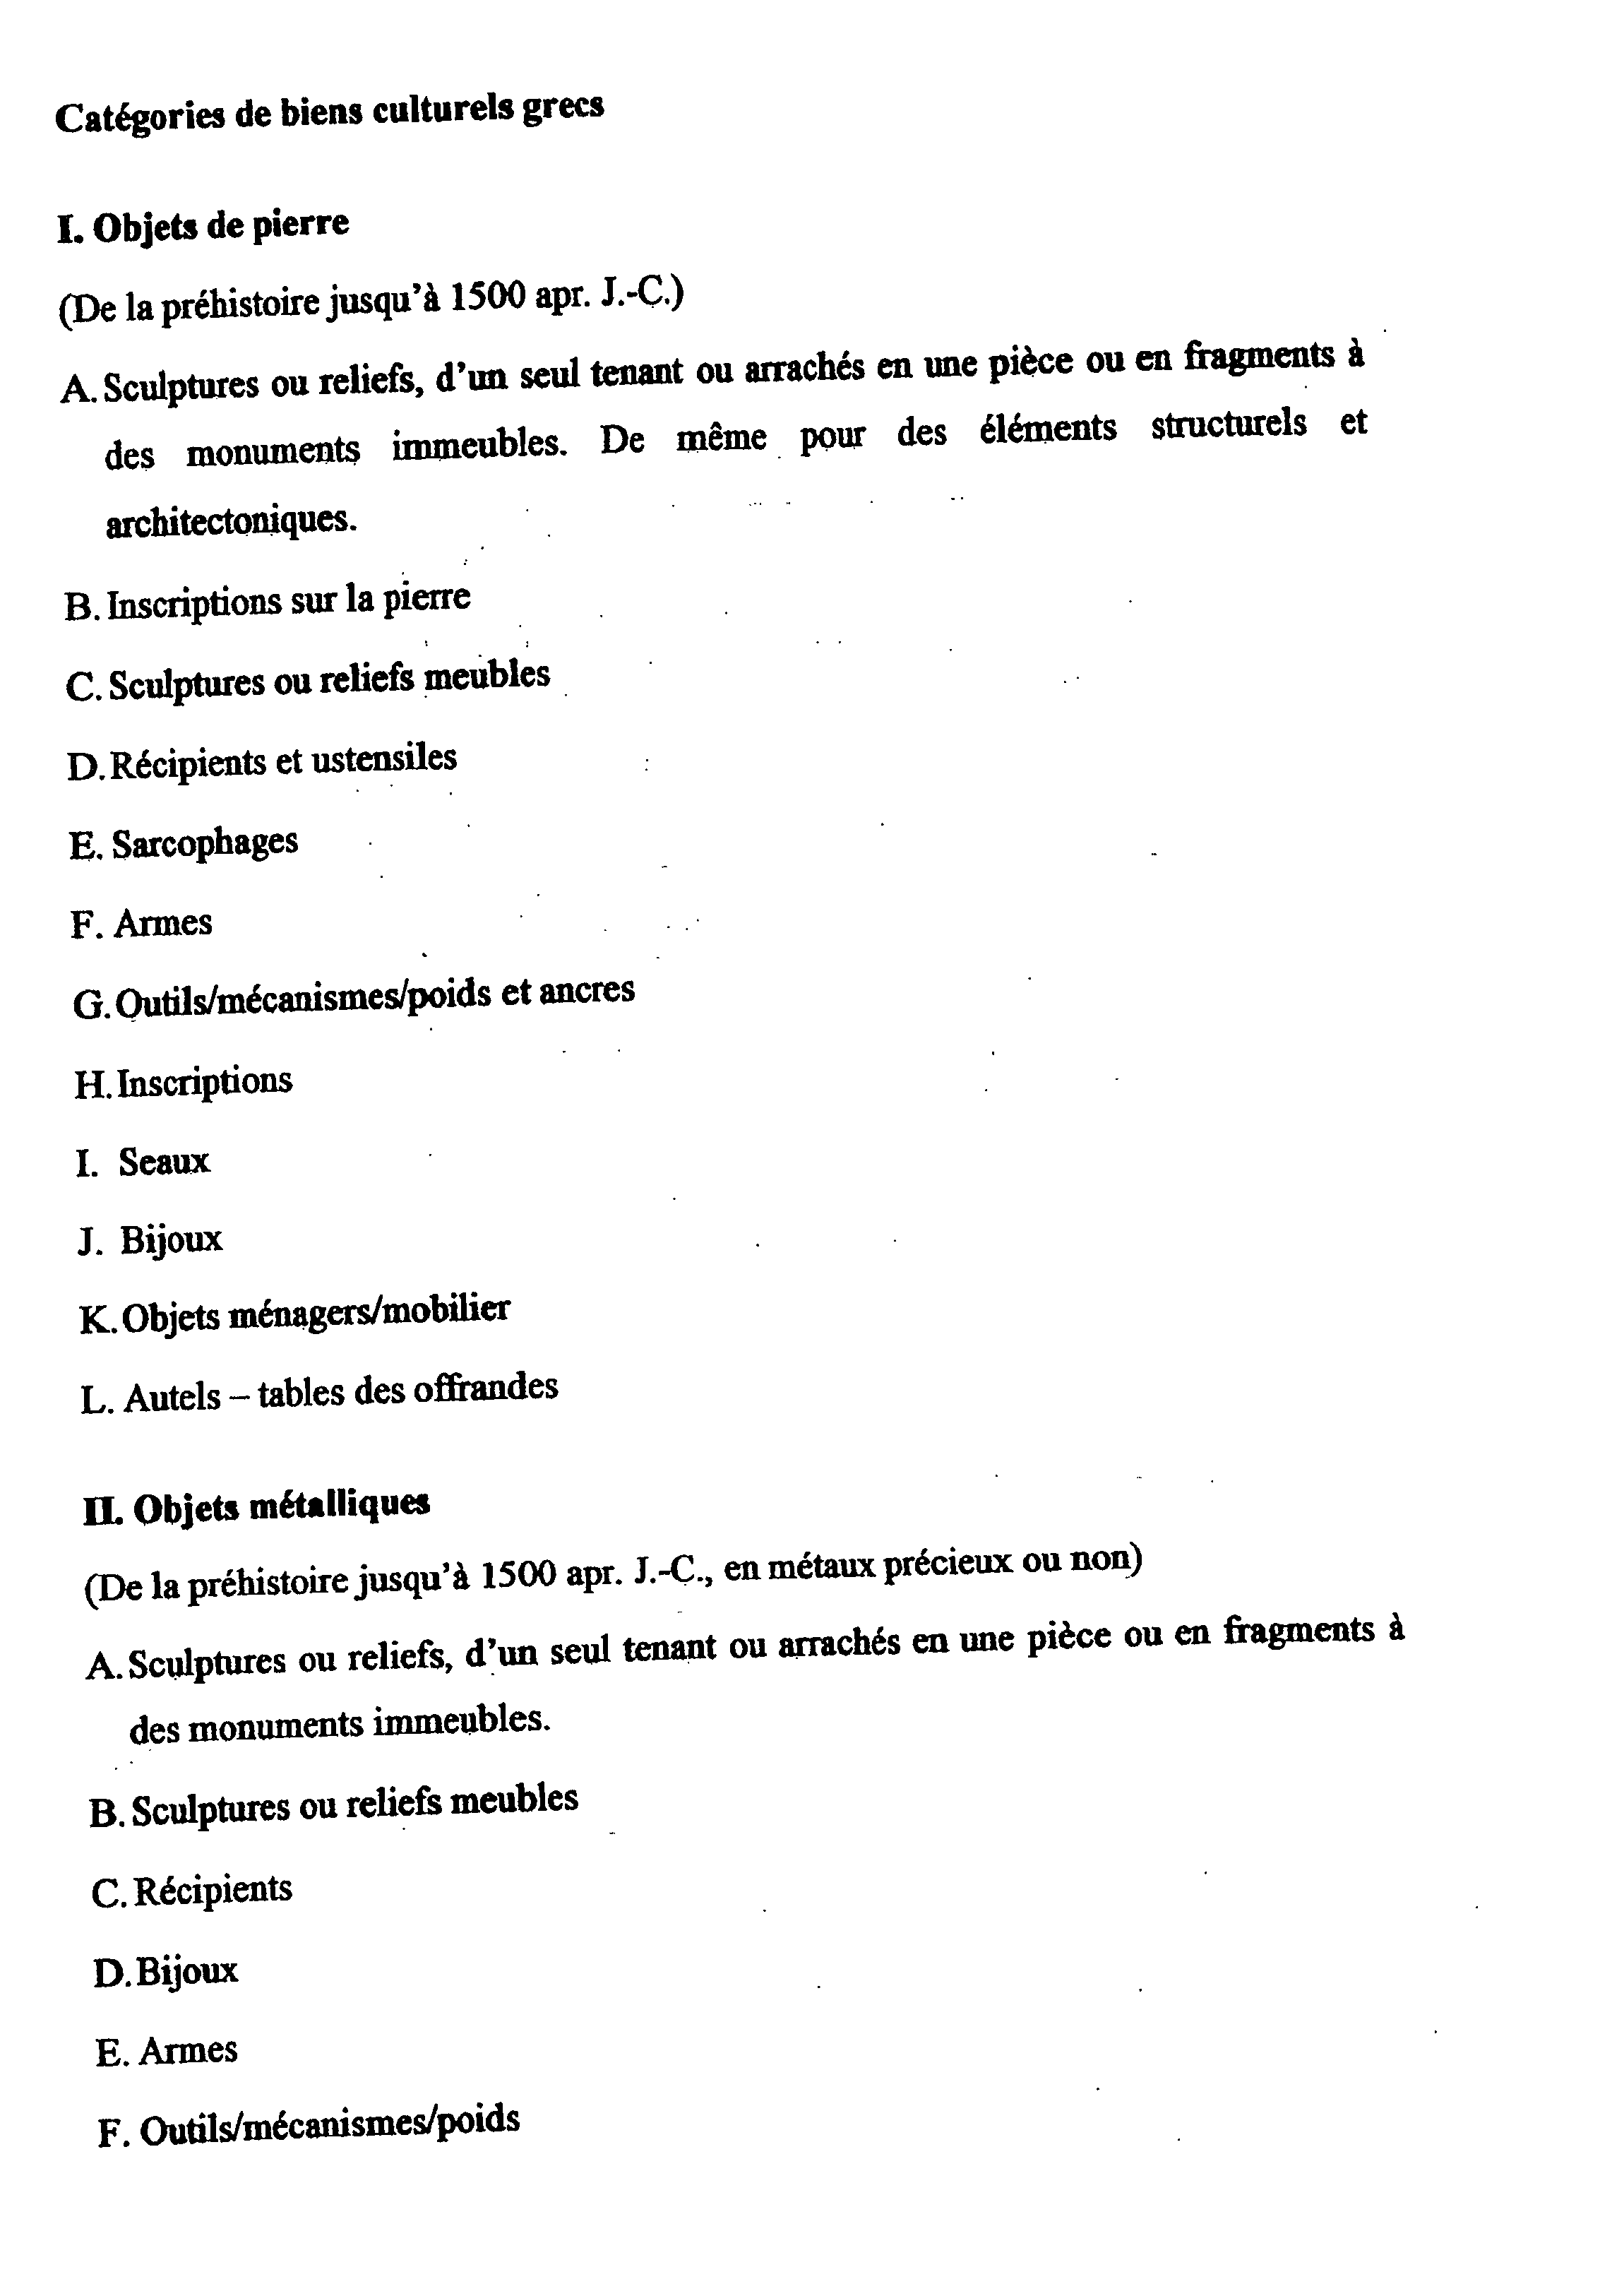 Catégories de biens culturels grecs
I. Objets de pierre
(De la préhistoire jusqu’à 1500 apr. J.-C.)
A. Sculptures ou reliefs, d’un seul tenant ou arrachés en une pièce ou en fragments à
des monuments immeubles. De même pour des éléments structurels et
architectoniques.
B. Inscriptions sur la pierre
C. Sculptures ou reliefs meubles
D. Récipients et ustensiles
E. Sarcophages
F. Armes
G. Outils/mécanismes/poids et ancres
H. Inscriptions
I. Seaux
J. Bijoux
K. Objets ménagers/mobilier
L. Autels – tables des offrandes
II. Objets métalliques
(De la préhistoire jusqu’à 1500 apr. J.-C., en métaux précieux ou non)
A. Sculptures ou reliefs, d’un seul tenant ou arrachés en une pièce ou en fragments à
des monuments immeubles.
B. Sculptures ou reliefs meubles
C. Récipients
D. Bijoux
E. Armes
F. Outils/mécanismes/poids